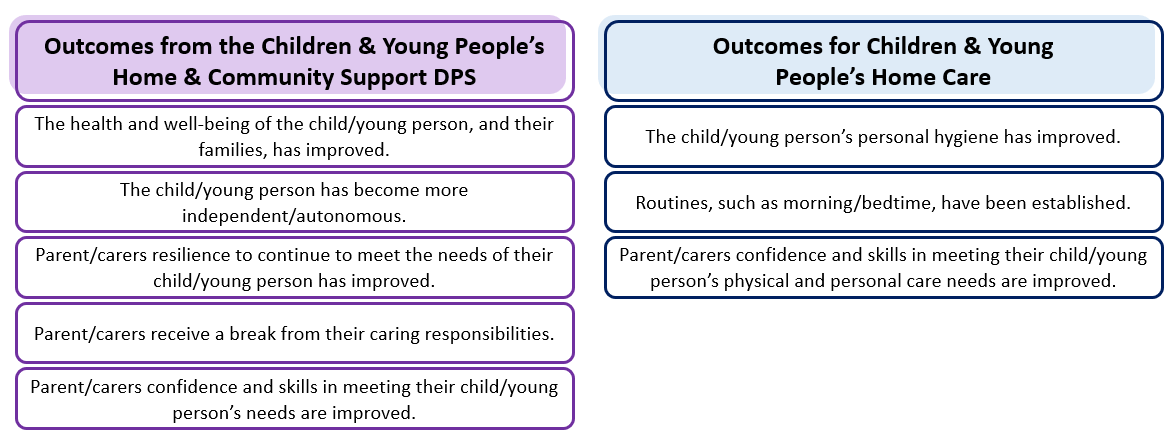 Outcomes from the Children & Young People’s
Home & Community Support DPS
The health and well-being of the child/young person, and their
families, has improved.
The child/young person has become more
independent/autonomous.
Parent/carers resilience to continue to meet the needs of their
child/young person has improved.
Parent/carers receive a break from their caring responsibilities.
Parent/carers confidence and skills in meeting their child/young
person’s needs are improved.
Outcomes for Children & Young
People’s Home Care
The child/young person’s personal hygiene has improved.
Routines, such as morning/bedtime, have been established.
Parent/carers confidence and skills in meeting their child/young
person’s physical and personal care needs are improved.